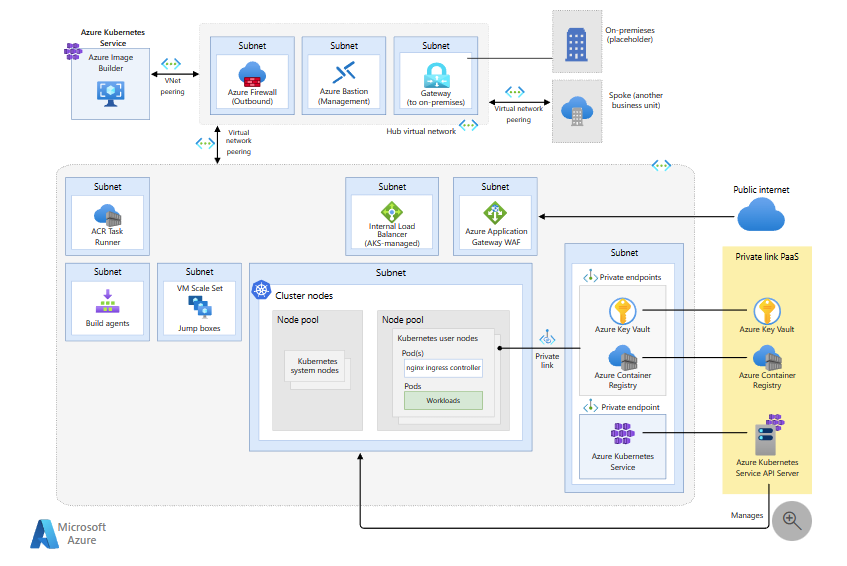 Azure Kubernetes
Service
Azure Image
Builder
VNet
peering
Subnet
Azure Firewall
(Outbound)
Subnet
Azure Bastion
(Management)
Subnet
Gateway
(to on-premises)
Hub virtual network
On-premieses
(placeholder)
Spoke (another
business unit)
Virtual network
peering
Virtual
network
peering
Subnet
ACR Task
Runner
Subnet
Internal Load
Balancer
(AKS-managed)
Subnet
Azure Application
Gateway WAF
Public internet
Subnet
Build agents
Subnet
VM Scale Set
Jump boxes
Subnet
Cluster nodes
Node pool
Kubernetes
system nodes
Node pool
Kubernetes user nodes
Pod(s)
nginx ingress controller
Pods
Workloads
Private
link
Subnet
Private endpoints
Azure Key Vault
Azure Container
Registry
Private endpoint
Azure Kubernetes
Service
Private link PaaS
Azure Key Vault
Azure Container
Registry
Azure Kubernetes
Service API Server
Manages
Microsoft
Azure